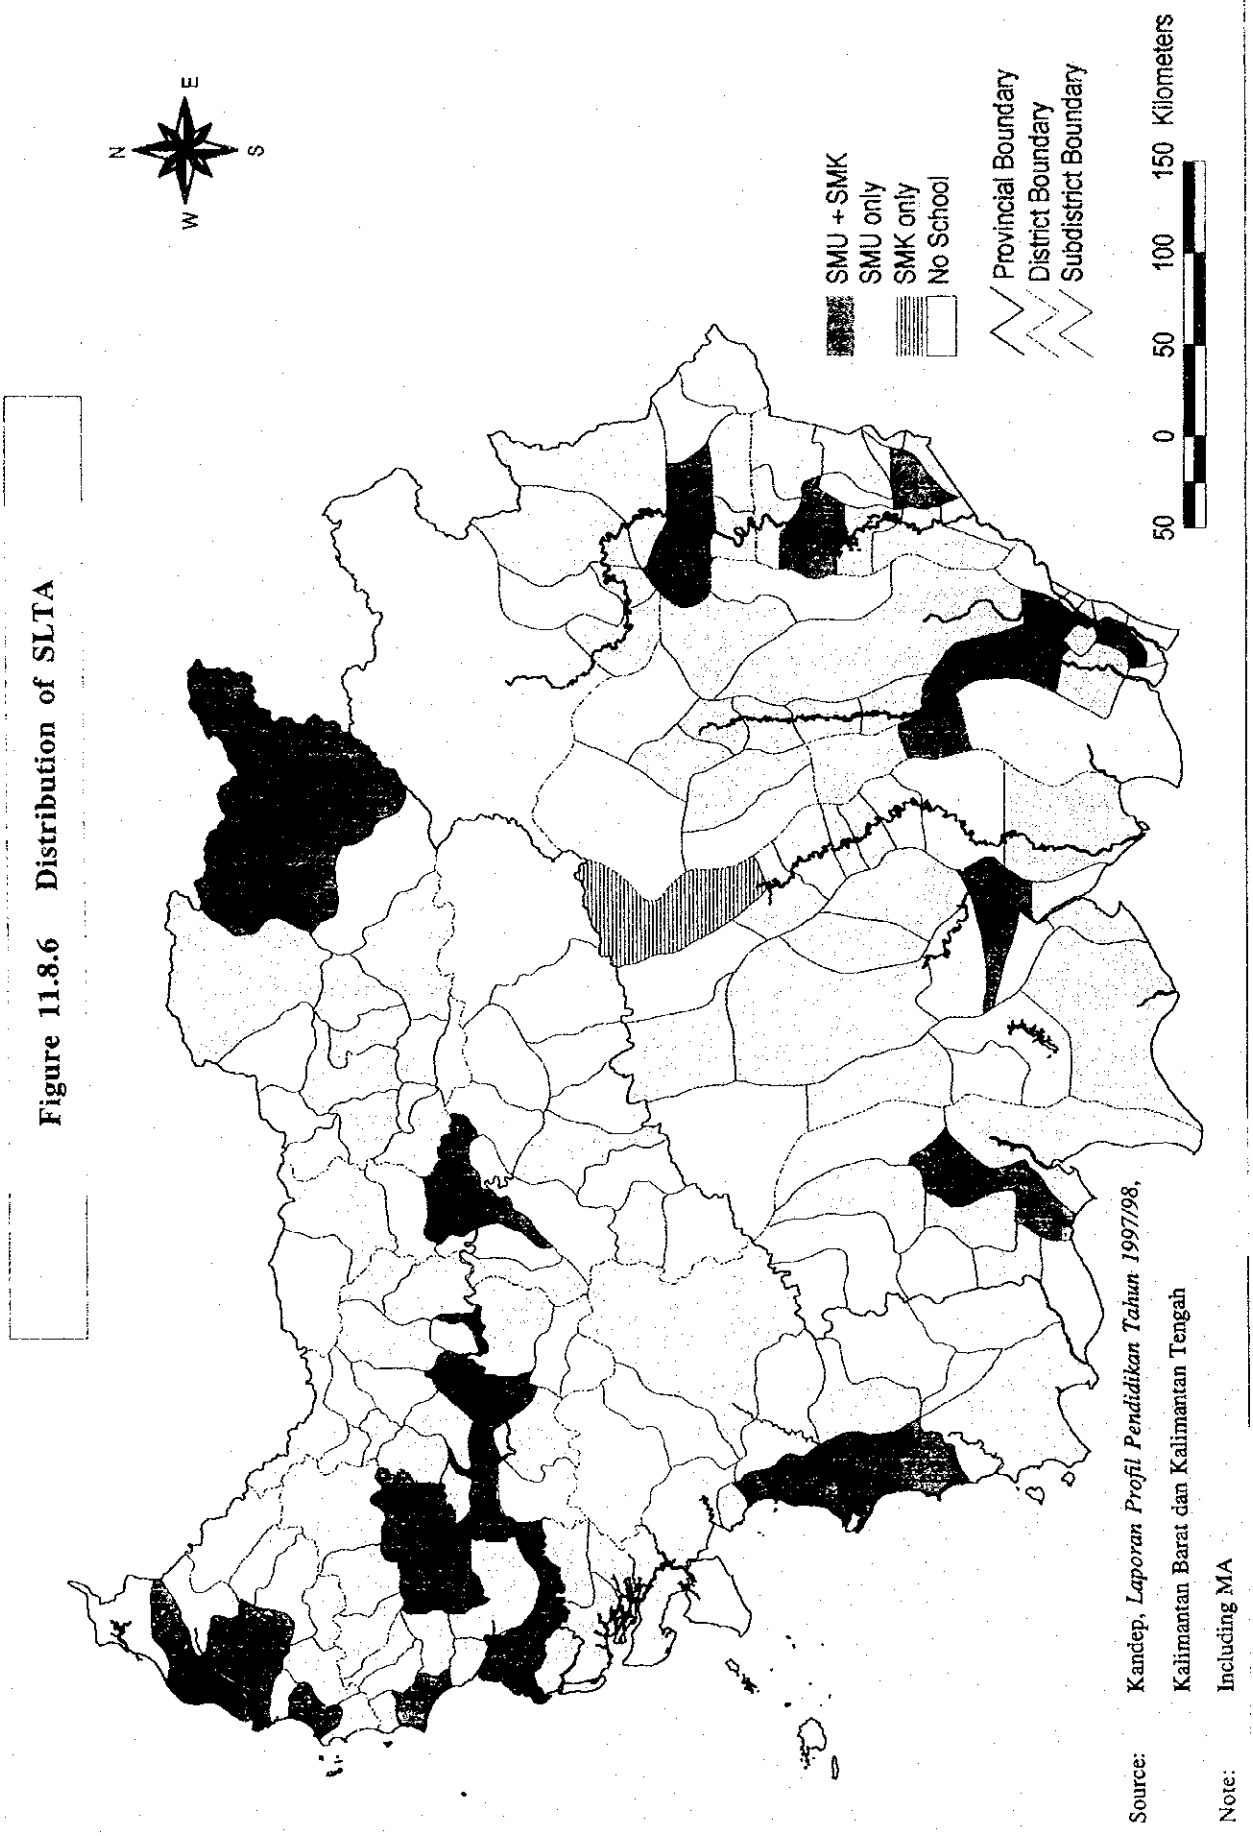 Figure 11.8.6 Distribution of SLTA
N
W
E
S
SMU + SMK
SMU only
SMK only
No School
Provincial Boundary
District Boundary
Subdistrict Boundary
50 0 50 100 150 Kilometers
Source: Kandep, Laporan Profil Pendidikan Tahun 1997/98,
Kalimantan Barat dan Kalimantan Tengah
Note: Including MA